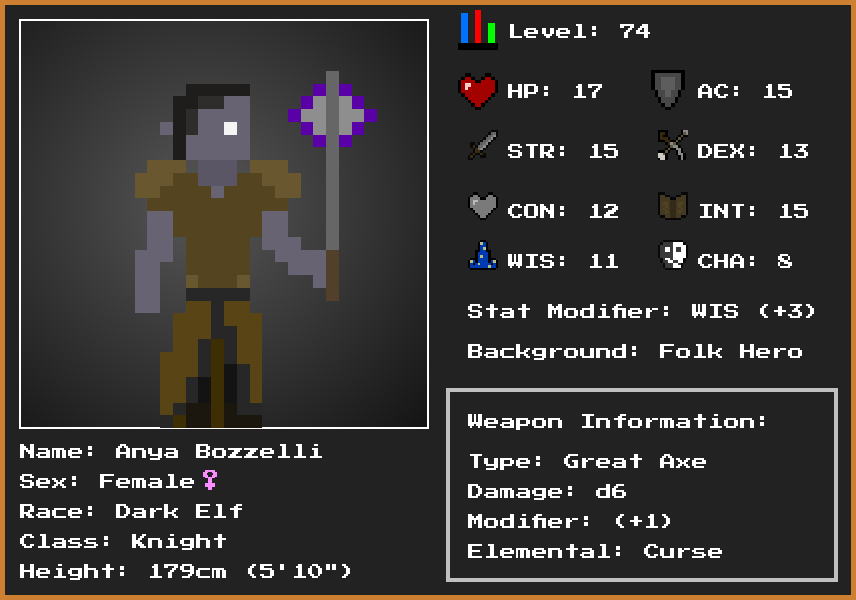 Level: 74
HP: 17
AC: 15
STR: 15
DEX: 13
CON: 12
INT: 15
WIS: 11
CHA: 8
Stat Modifier: WIS (+3)
Background: Folk Hero
Weapon Information:
Type: Great Axe
Damage: d6
Modifier: (+1)
Elemental: Curse
Name: Anya Bozzelli
Sex: Female♀
Race: Dark Elf
Class: Knight
Height: 179cm (5'10")